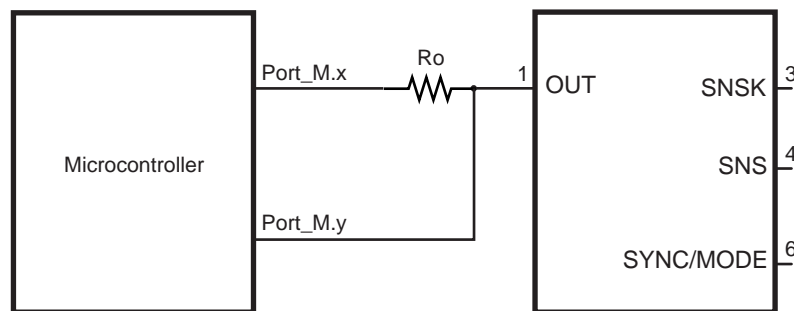 Ro
Port_M.x
1
OUT
SNSK
3
Microcontroller
SNS
4
Port_M.y
SYNC/MODE
6